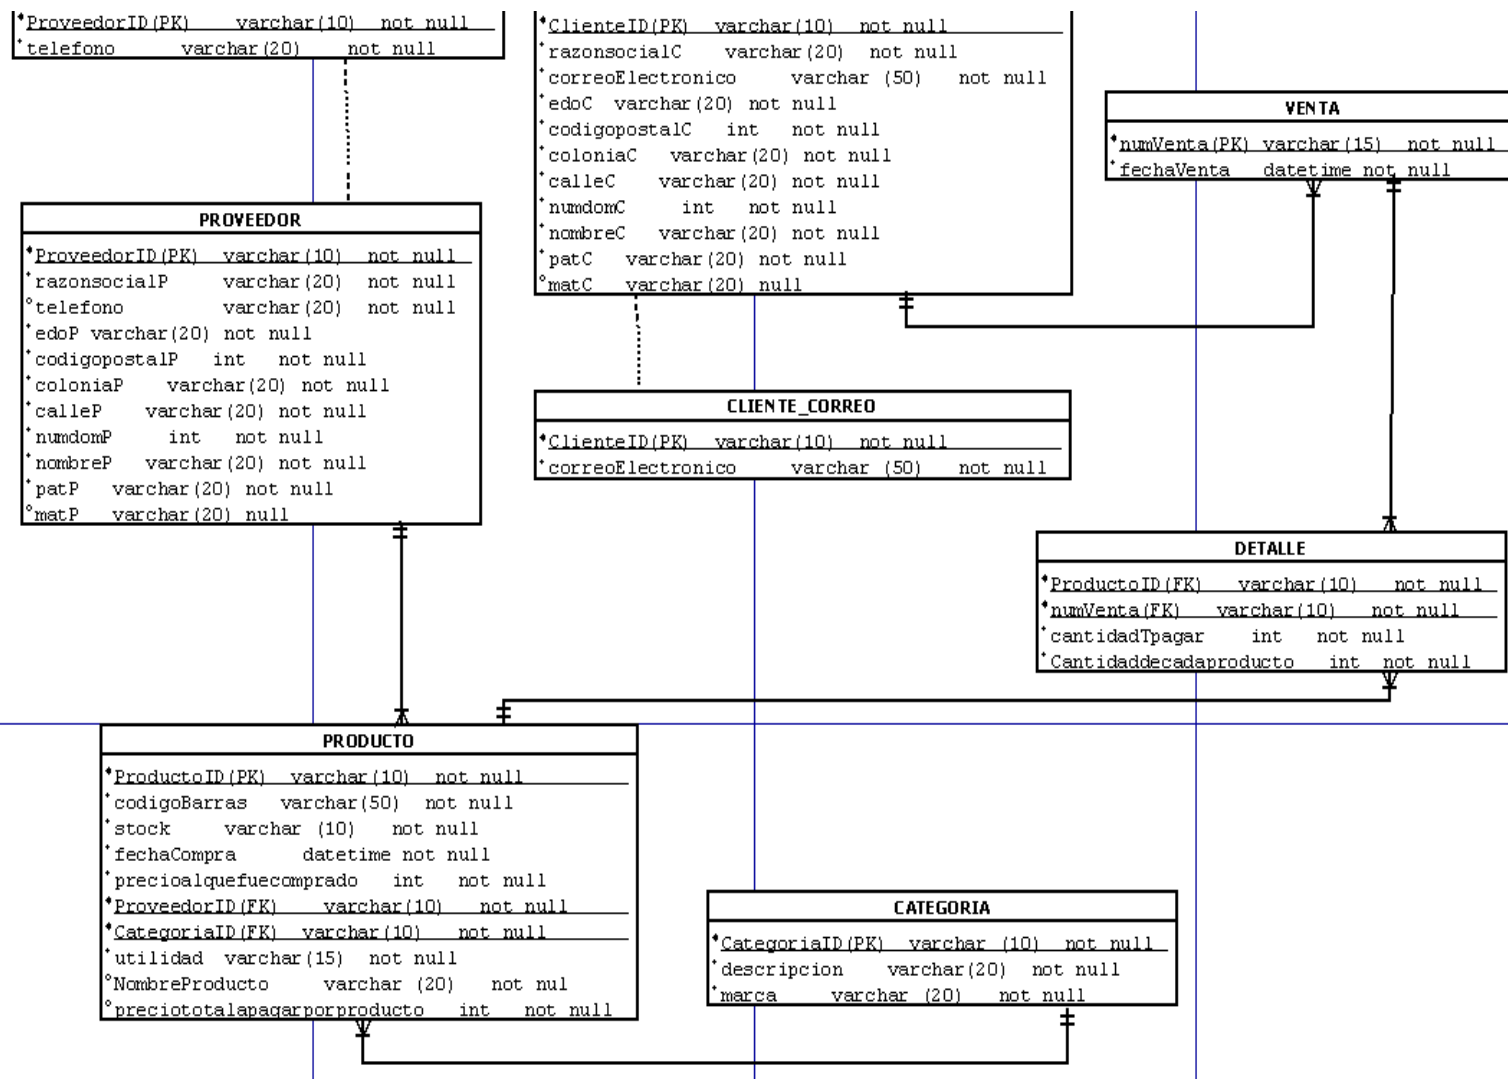 ProveedorID(PK) varchar(10) not null
telefono varchar(20) not null
ClienteID(PK) varchar(10) not null
razonsocialC varchar(20) not null
correoElectronico varchar (50) not null
edoC varchar(20) not null
codigopostalC int not null
coloniaC varchar(20) not null
calleC varchar(20) not null
numdomC int not null
nombreC varchar(20) not null
patC varchar(20) not null
matC varchar(20) null
VENTA
numVenta(PK) varchar(15) not null
fechaVenta datetime not null
PROVEEDOR
ProveedorID(PK) varchar(10) not null
razonsocialP varchar(20) not null
telefono varchar(20) not null
edoP varchar(20) not null
codigopostalP int not null
coloniaP varchar(20) not null
calleP varchar(20) not null
numdomP int not null
nombreP varchar(20) not null
patP varchar(20) not null
matP varchar(20) null
CLIENTE_CORREO
ClienteID(PK) varchar(10) not null
correoElectronico varchar (50) not null
DETALLE
ProductoID(FK) varchar(10) not null
numVenta(FK) varchar(10) not null
cantidadTpagar int not null
Cantidaddecadaproducto int not null
PRODUCTO
ProductoID(PK) varchar(10) not null
codigoBarras varchar(50) not null
stock varchar (10) not null
fechaCompra datetime not null
precioalquefuecomprado int not null
ProveedorID(FK) varchar(10) not null
CategoriaID(FK) varchar(10) not null
utilidad varchar(15) not null
NombreProducto varchar (20) not nul
preciototalapagarporproducto int not null
CATEGORIA
CategoriaID(PK) varchar (10) not null
descripcion varchar(20) not null
marca varchar (20) not null